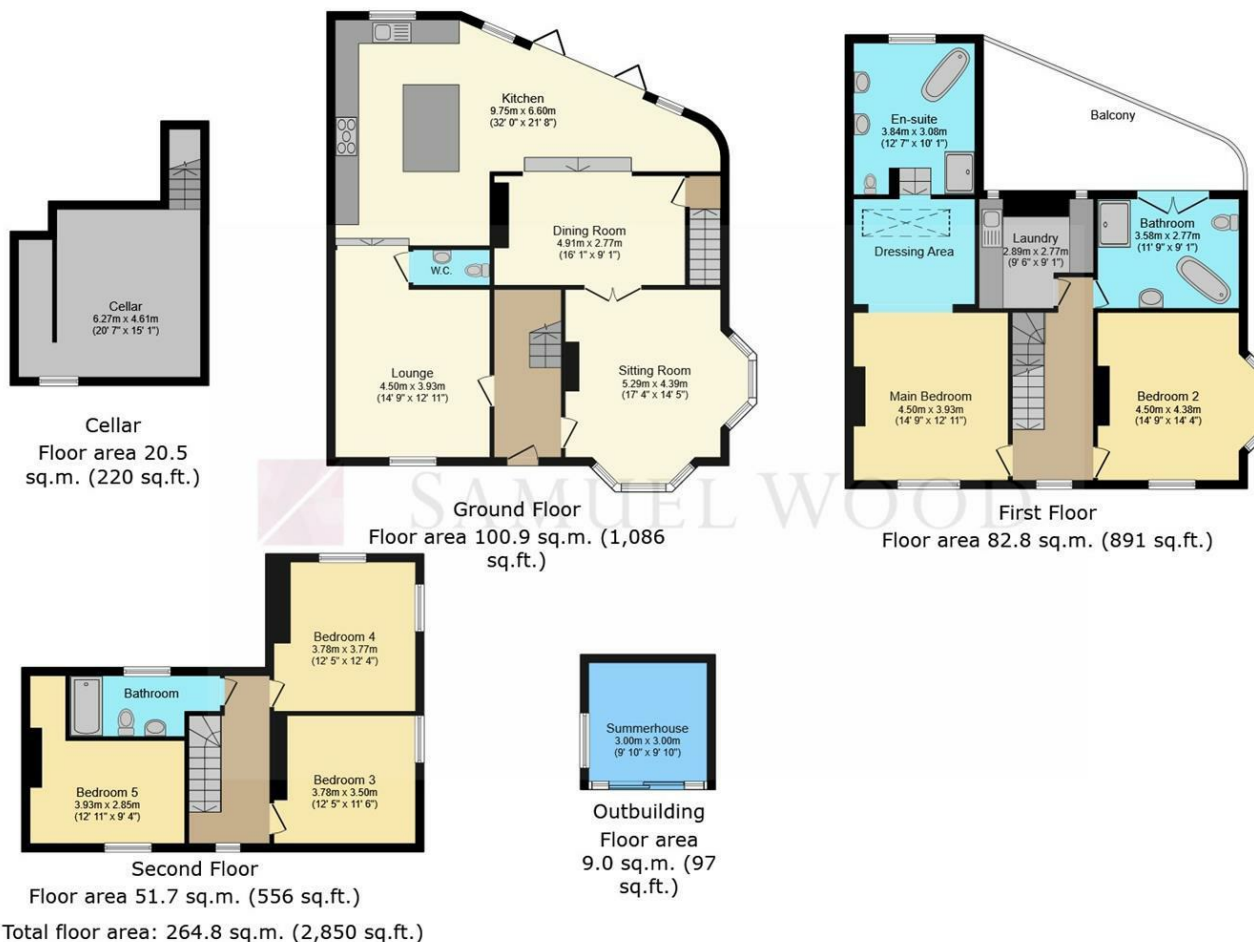 Kitchen
9.75m x 6.60m
(32' 0" x 21' 8")
Dining Room
4.91m x 2.77m
(16' 1" x 9' 1")
W.C.
Lounge
4.50m x 3.93m
(14' 9" x 12' 11")
Sitting Room
5.29m x 4.39m
(17' 4" x 14' 5")
Ground Floor
Floor area 100.9 sq.m. (1,086
sq.ft.)
En-suite
3.84m x 3.08m
(12' 7" x 10' 1")
Balcony
Dressing Area
Laundry
2.89m x 2.77m
(9' 6" x 9' 1")
Bathroom
3.58m x 2.77m
(11' 9" x 9' 1")
Main Bedroom
4.50m x 3.93m
(14' 9" x 12' 11")
Bedroom 2
4.50m x 4.38m
(14' 9" x 14' 4")
First Floor
Floor area 82.8 sq.m. (891 sq.ft.)
Cellar
6.27m x 4.61m
(20' 7" x 15' 1")
Cellar
Floor area 20.5
sq.m. (220 sq.ft.)
SAMUEL WOOD
Bedroom 4
3.78m x 3.77m
(12' 5" x 12' 4")
Bathroom
Bedroom 5
3.93m x 2.85m
(12' 11" x 9' 4")
Bedroom 3
3.78m x 3.50m
(12' 5" x 11' 6")
Second Floor
Floor area 51.7 sq.m. (556 sq.ft.)
Summerhouse
3.00m x 3.00m
(9' 10" x 9' 10")
Outbuilding
Floor area
9.0 sq.m. (97
sq.ft.)
Total floor area: 264.8 sq.m. (2,850 sq.ft.)